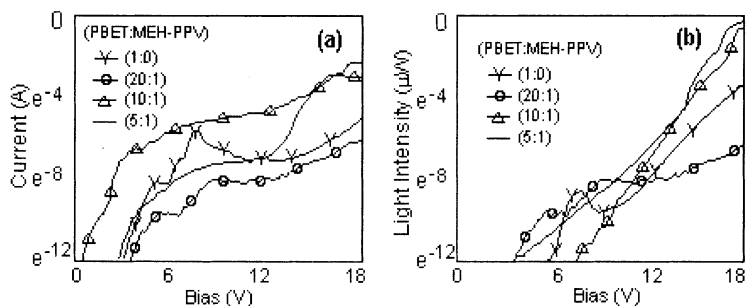 0
(PBET:MEH-PPV)
(1:0)
(20:1)
(10:1)
(5:1)
(a)
Current (A)
e-4
e-8
e-12
0 6 12 18
Bias (V)
0
(PBET:MEH-PPV)
(1:0)
(20:1)
(10:1)
(5:1)
(b)
Light Intensity (μW)
e-4
e-8
e-12
0 6 12 18
Bias (V)